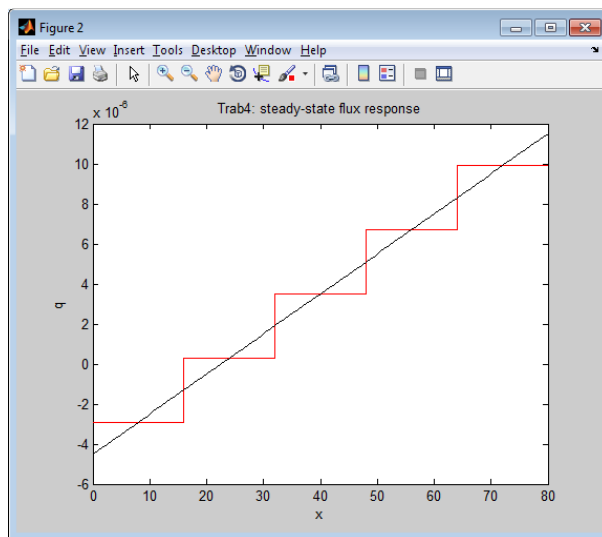 Figure 2
File Edit View Insert Tools Desktop Window Help
x 10-6
Trab4: steady-state flux response
12
10
8
6
4
2
0
-2
-4
-6
q
0 10 20 30 40 50 60 70 80
x